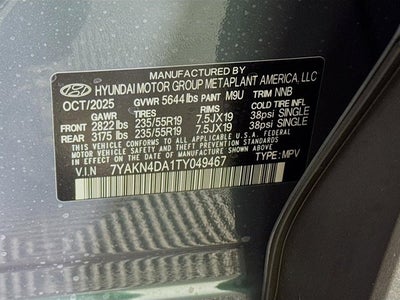 MANUFACTURED BY
HYUNDAI MOTOR GROUP METAPLANT AMERICA, LLC
OCT/2025 GVWR 5644 lbs PAINT M9U TRIM NNB
TIRES RIMS COLD TIRE INFL
FRONT 2822 lbs 235/55R19 7.5JX19 38psi SINGLE
REAR 3175 lbs 235/55R19 7.5JX19 38psi SINGLE
THIS VEHICLE CONFORMS TO ALL APPLICABLE U.S.A. FEDERAL
MOTOR VEHICLE SAFETY, BUMPER, AND THEFT PREVENTION
STANDARDS IN EFFECT ON THE DATE OF MANUFACTURE
SHOWN ABOVE
V.I.N 7YAKN4DA1TY049467 TYPE: MPV